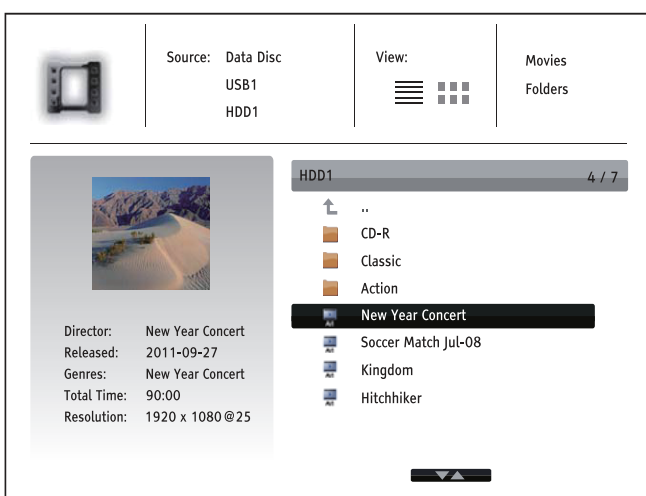 Source: Data Disc
USB1
HDD1
View:
Movies
Folders
HDD1 4 / 7
..
CD-R
Classic
Action
New Year Concert
Soccer Match Jul-08
Kingdom
Hitchhiker
Director: New Year Concert
Released: 2011-09-27
Genres: New Year Concert
Total Time: 90:00
Resolution: 1920 x 1080@25